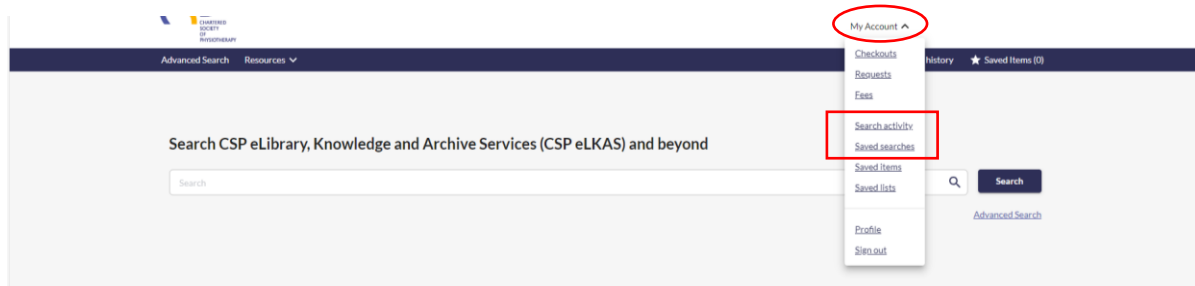 CHARTERED
SOCIETY
OF
PHYSIOTHERAPY
My Account
Advanced Search Resources
history Saved Items (0)
Checkouts
Requests
Fees
Search activity
Saved searches
Saved items
Saved lists
Profile
Sign out
Search CSP eLibrary, Knowledge and Archive Services (CSP eLKAS) and beyond
Search
Search
Advanced Search